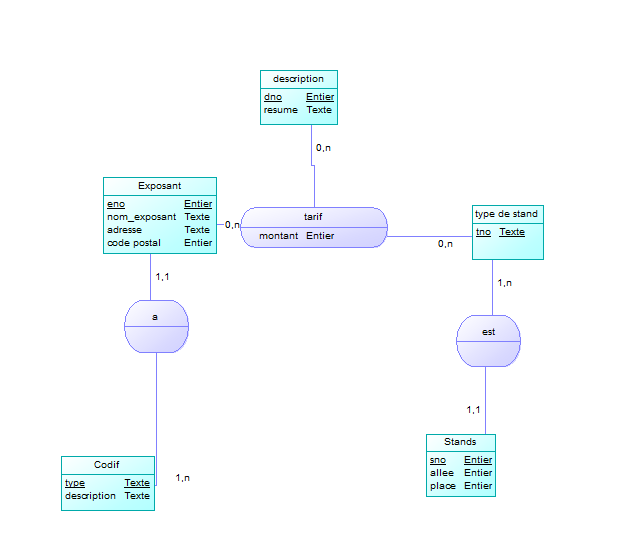 description
dno Entier
resume Texte
0,n
Exposant
eno Entier
nom_exposant Texte
adresse Texte
code postal Entier
0,n
tarif
montant Entier
type de stand
tno Texte
0,n
1,1
1,n
a
est
1,1
Codif
type Texte
description Texte
1,n
Stands
sno Entier
allee Entier
place Entier